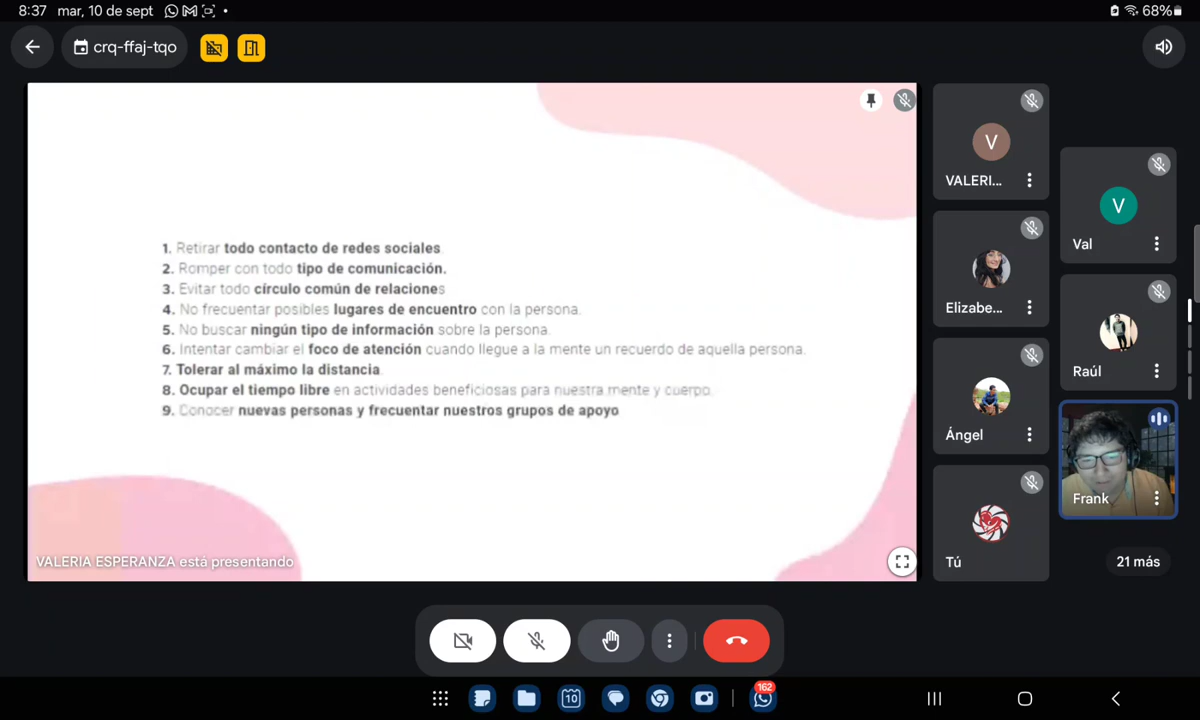 8:37 mar, 10 de sept
68%
crq-ffaj-tqo
1. Retirar todo contacto de redes sociales
2. Romper con todo tipo de comunicación.
3. Evitar todo círculo común de relaciones
4. No frecuentar posibles lugares de encuentro con la persona.
5. No buscar ningún tipo de información sobre la persona.
6. Intentar cambiar el foco de atención cuando llegue a la mente un recuerdo de aquella persona.
7. Tolerar al máximo la distancia
8. Ocupar el tiempo libre en actividades beneficiosas para nuestra mente y cuerpo.
9. Conocer nuevas personas y frecuentar nuestros grupos de apoyo
VALERIA ESPERANZA está presentando
V
VALERI...
Elizabe...
Ángel
Tú
V
Val
Raúl
Frank
21 más
10
162